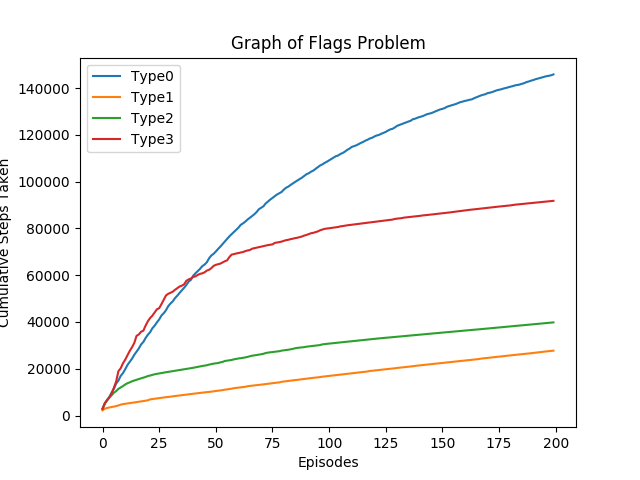 Graph of Flags Problem
Type0
Type1
Type2
Type3
140000
120000
100000
80000
60000
40000
20000
0
Cumulative Steps Taken
0 25 50 75 100 125 150 175 200
Episodes